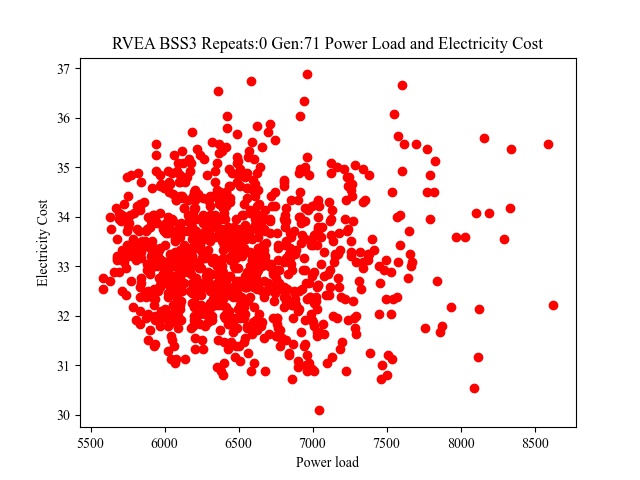 RVEA BSS3 Repeats:0 Gen:71 Power Load and Electricity Cost
37
36
35
34
33
32
31
30
Electricity Cost
5500 6000 6500 7000 7500 8000 8500
Power load